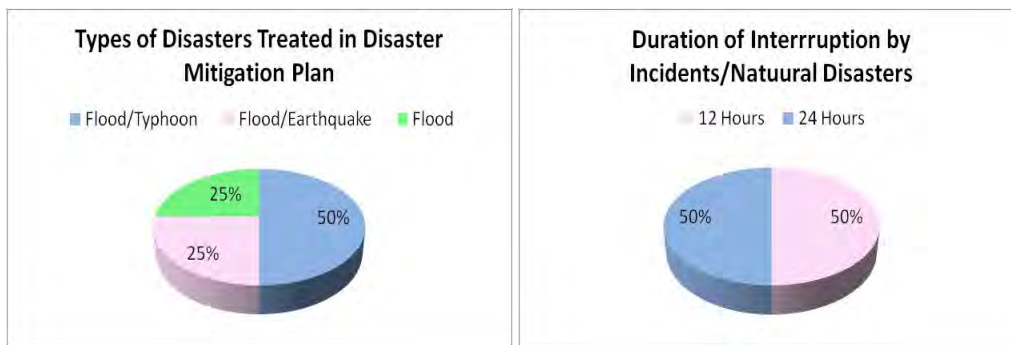 Types of Disasters Treated in Disaster
Mitigation Plan
Flood/Typhoon Flood/Earthquake Flood
25%
50%
25%
Duration of Interrruption by
Incidents/Natuural Disasters
12 Hours 24 Hours
50%
50%